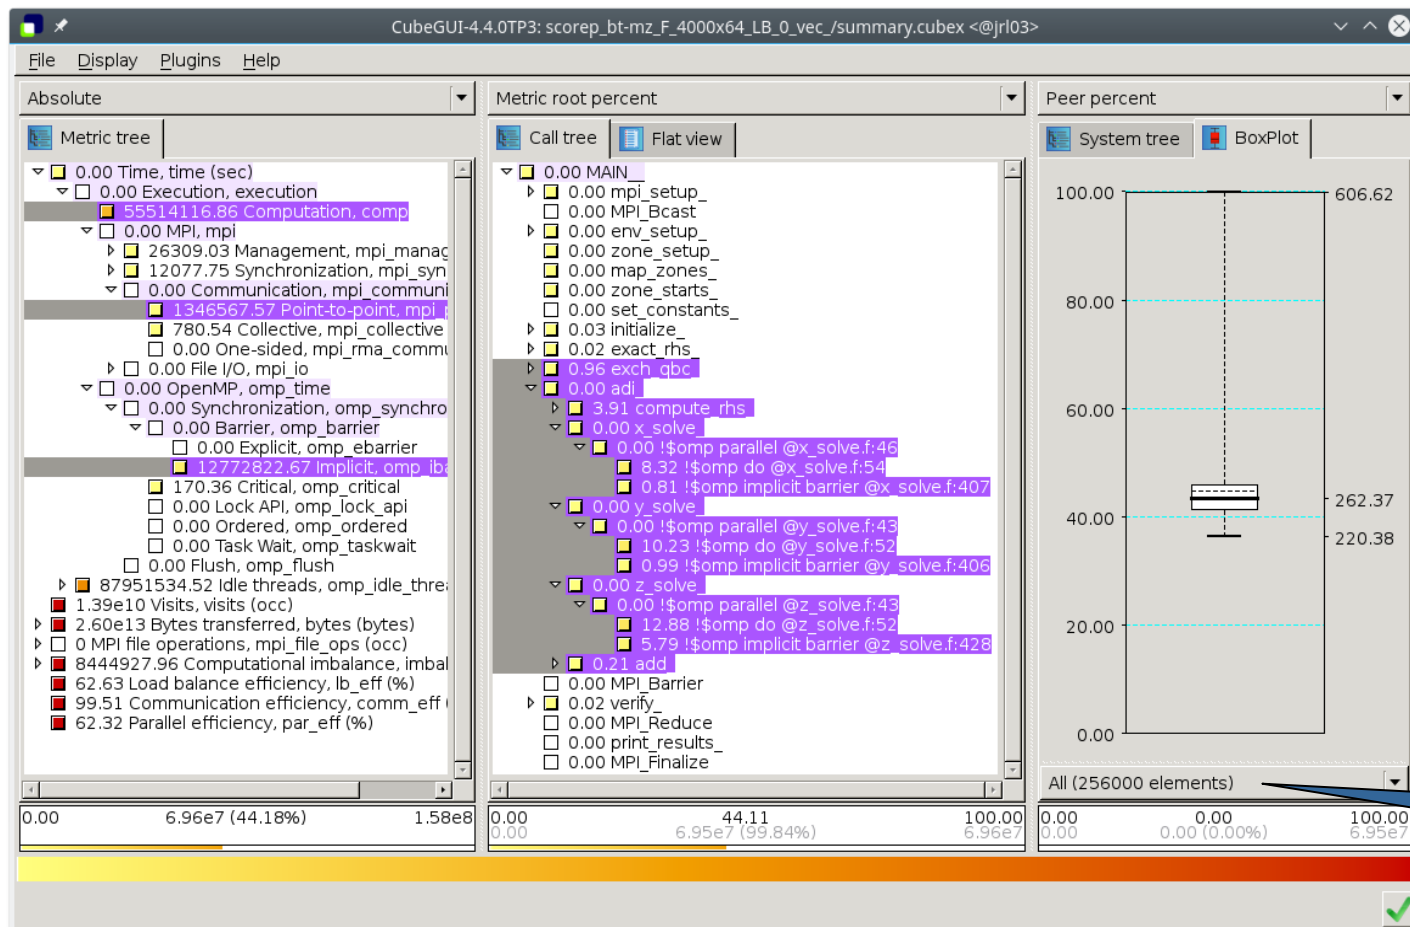 CubeGUI-4.4.0TP3: scorep_bt-mz_F_4000x64_LB_0_vec_/summary.cubex <@jrl03>
File Display Plugins Help
Absolute
Metric tree
0.00 Time, time (sec)
0.00 Execution, execution
55514116.86 Computation, comp
0.00 MPI, mpi
26309.03 Management, mpi_manag
12077.75 Synchronization, mpi_syn
0.00 Communication, mpi_communi
1346567.57 Point-to-point, mpi_p
780.54 Collective, mpi_collective
0.00 One-sided, mpi_rma_commu
0.00 File I/O, mpi_io
0.00 OpenMP, omp_time
0.00 Synchronization, omp_synchro
0.00 Barrier, omp_barrier
0.00 Explicit, omp_ebarrier
12772822.67 Implicit, omp_iba
170.36 Critical, omp_critical
0.00 Lock API, omp_lock_api
0.00 Ordered, omp_ordered
0.00 Task Wait, omp_taskwait
0.00 Flush, omp_flush
87951534.52 Idle threads, omp_idle_threa
1.39e10 Visits, visits (occ)
2.60e13 Bytes transferred, bytes (bytes)
0 MPI file operations, mpi_file_ops (occ)
8444927.96 Computational imbalance, imbal
62.63 Load balance efficiency, lb_eff (%)
99.51 Communication efficiency, comm_eff (
62.32 Parallel efficiency, par_eff (%)
0.00 6.96e7 (44.18%) 1.58e8
Metric root percent
Call tree Flat view
0.00 MAIN__
0.00 mpi_setup_
0.00 MPI_Bcast
0.00 env_setup_
0.00 zone_setup_
0.00 map_zones_
0.00 zone_starts_
0.00 set_constants_
0.03 initialize_
0.02 exact_rhs_
0.96 exch_qbc_
0.00 adi_
3.91 compute_rhs_
0.00 x_solve_
0.00 !$omp parallel @x_solve.f:46
8.32 !$omp do @x_solve.f:54
0.81 !$omp implicit barrier @x_solve.f:407
0.00 y_solve_
0.00 !$omp parallel @y_solve.f:43
10.23 !$omp do @y_solve.f:52
0.99 !$omp implicit barrier @y_solve.f:406
0.00 z_solve_
0.00 !$omp parallel @z_solve.f:43
12.88 !$omp do @z_solve.f:52
5.79 !$omp implicit barrier @z_solve.f:428
0.21 add_
0.00 MPI_Barrier
0.02 verify_
0.00 MPI_Reduce
0.00 print_results_
0.00 MPI_Finalize
0.00 44.11 100.00
0.00 6.95e7 (99.84%) 6.96e7
Peer percent
System tree BoxPlot
100.00 606.62
80.00
60.00
262.37
40.00
220.38
20.00
0.00
All (256000 elements)
0.00 0.00 100.00
0.00 0.00 (0.00%) 6.95e7